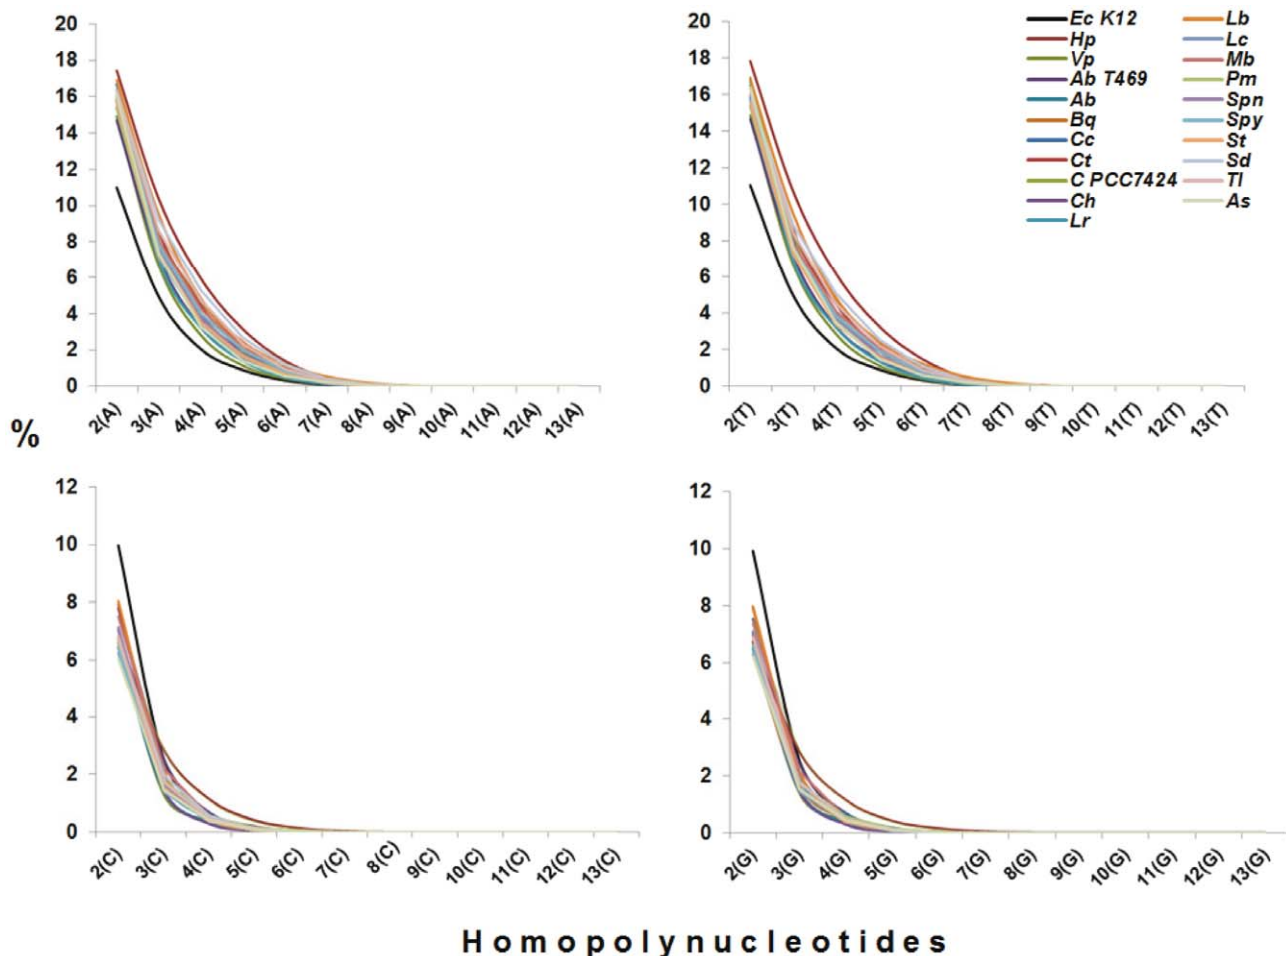 20
18
16
14
12
10
8
6
4
2
0
2(A) 3(A) 4(A) 5(A) 6(A) 7(A) 8(A) 9(A) 10(A) 11(A) 12(A) 13(A)
20
18
16
14
12
10
8
6
4
2
0
2(T) 3(T) 4(T) 5(T) 6(T) 7(T) 8(T) 9(T) 10(T) 11(T) 12(T) 13(T)
Ec K12 Lb
Hp Lc
Vp Mb
Ab T469 Pm
Ab Spn
Bq Spy
Cc St
Ct Sd
C PCC7424 Tl
Ch As
Lr
%
12
10
8
6
4
2
0
2(C) 3(C) 4(C) 5(C) 6(C) 7(C) 8(C) 9(C) 10(C) 11(C) 12(C) 13(C)
12
10
8
6
4
2
0
2(G) 3(G) 4(G) 5(G) 6(G) 7(G) 8(G) 9(G) 10(G) 11(G) 12(G) 13(G)
Homopolynucleotides